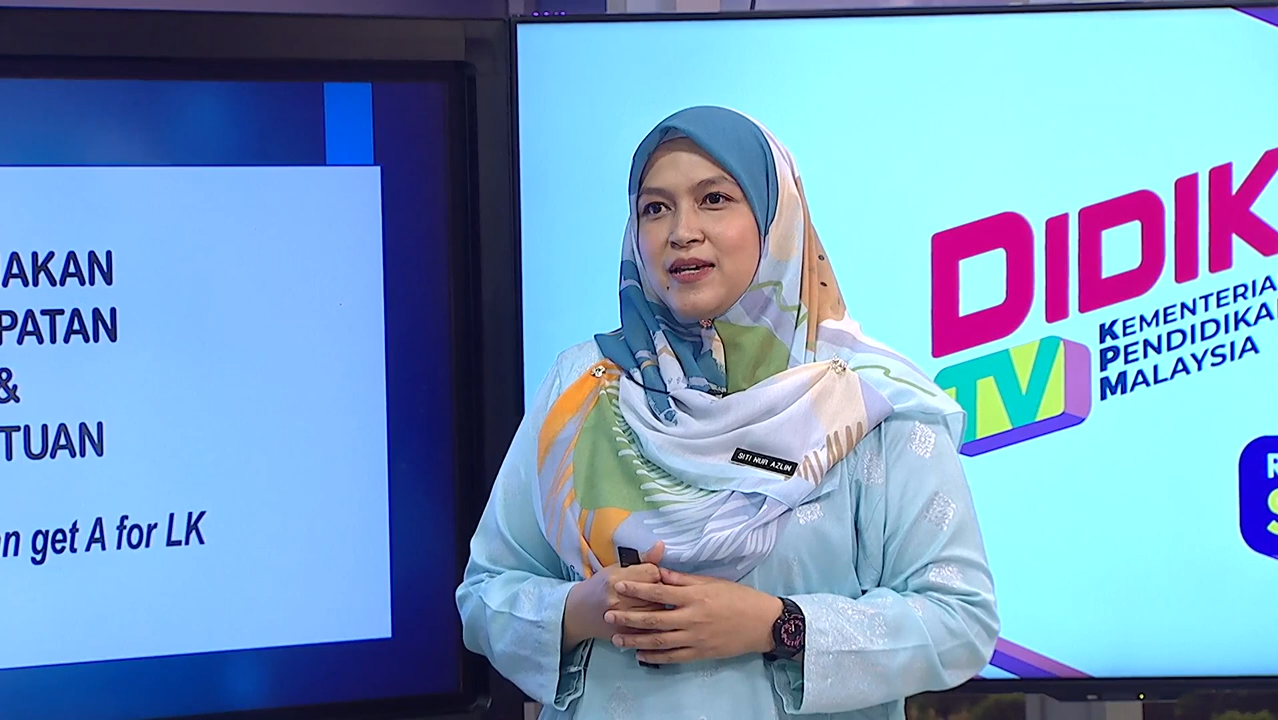 AKAN
PATAN
&
TUAN
n get A for LK
SITI NUR AZLIN
DIDIK
TV
KEMENTERIA
PENDIDIKA
MALAYSIA
R
S